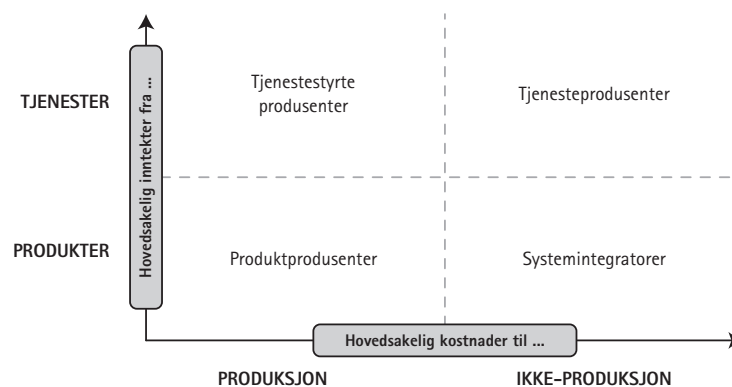 TJENESTER
Hovedsakelig inntekter fra ...
Tjenestestyrte
produsenter
Tjenesteprodusenter
PRODUKTER
Produktprodusenter
Systemintegratorer
Hovedsakelig kostnader til ...
PRODUKSJON
IKKE-PRODUKSJON